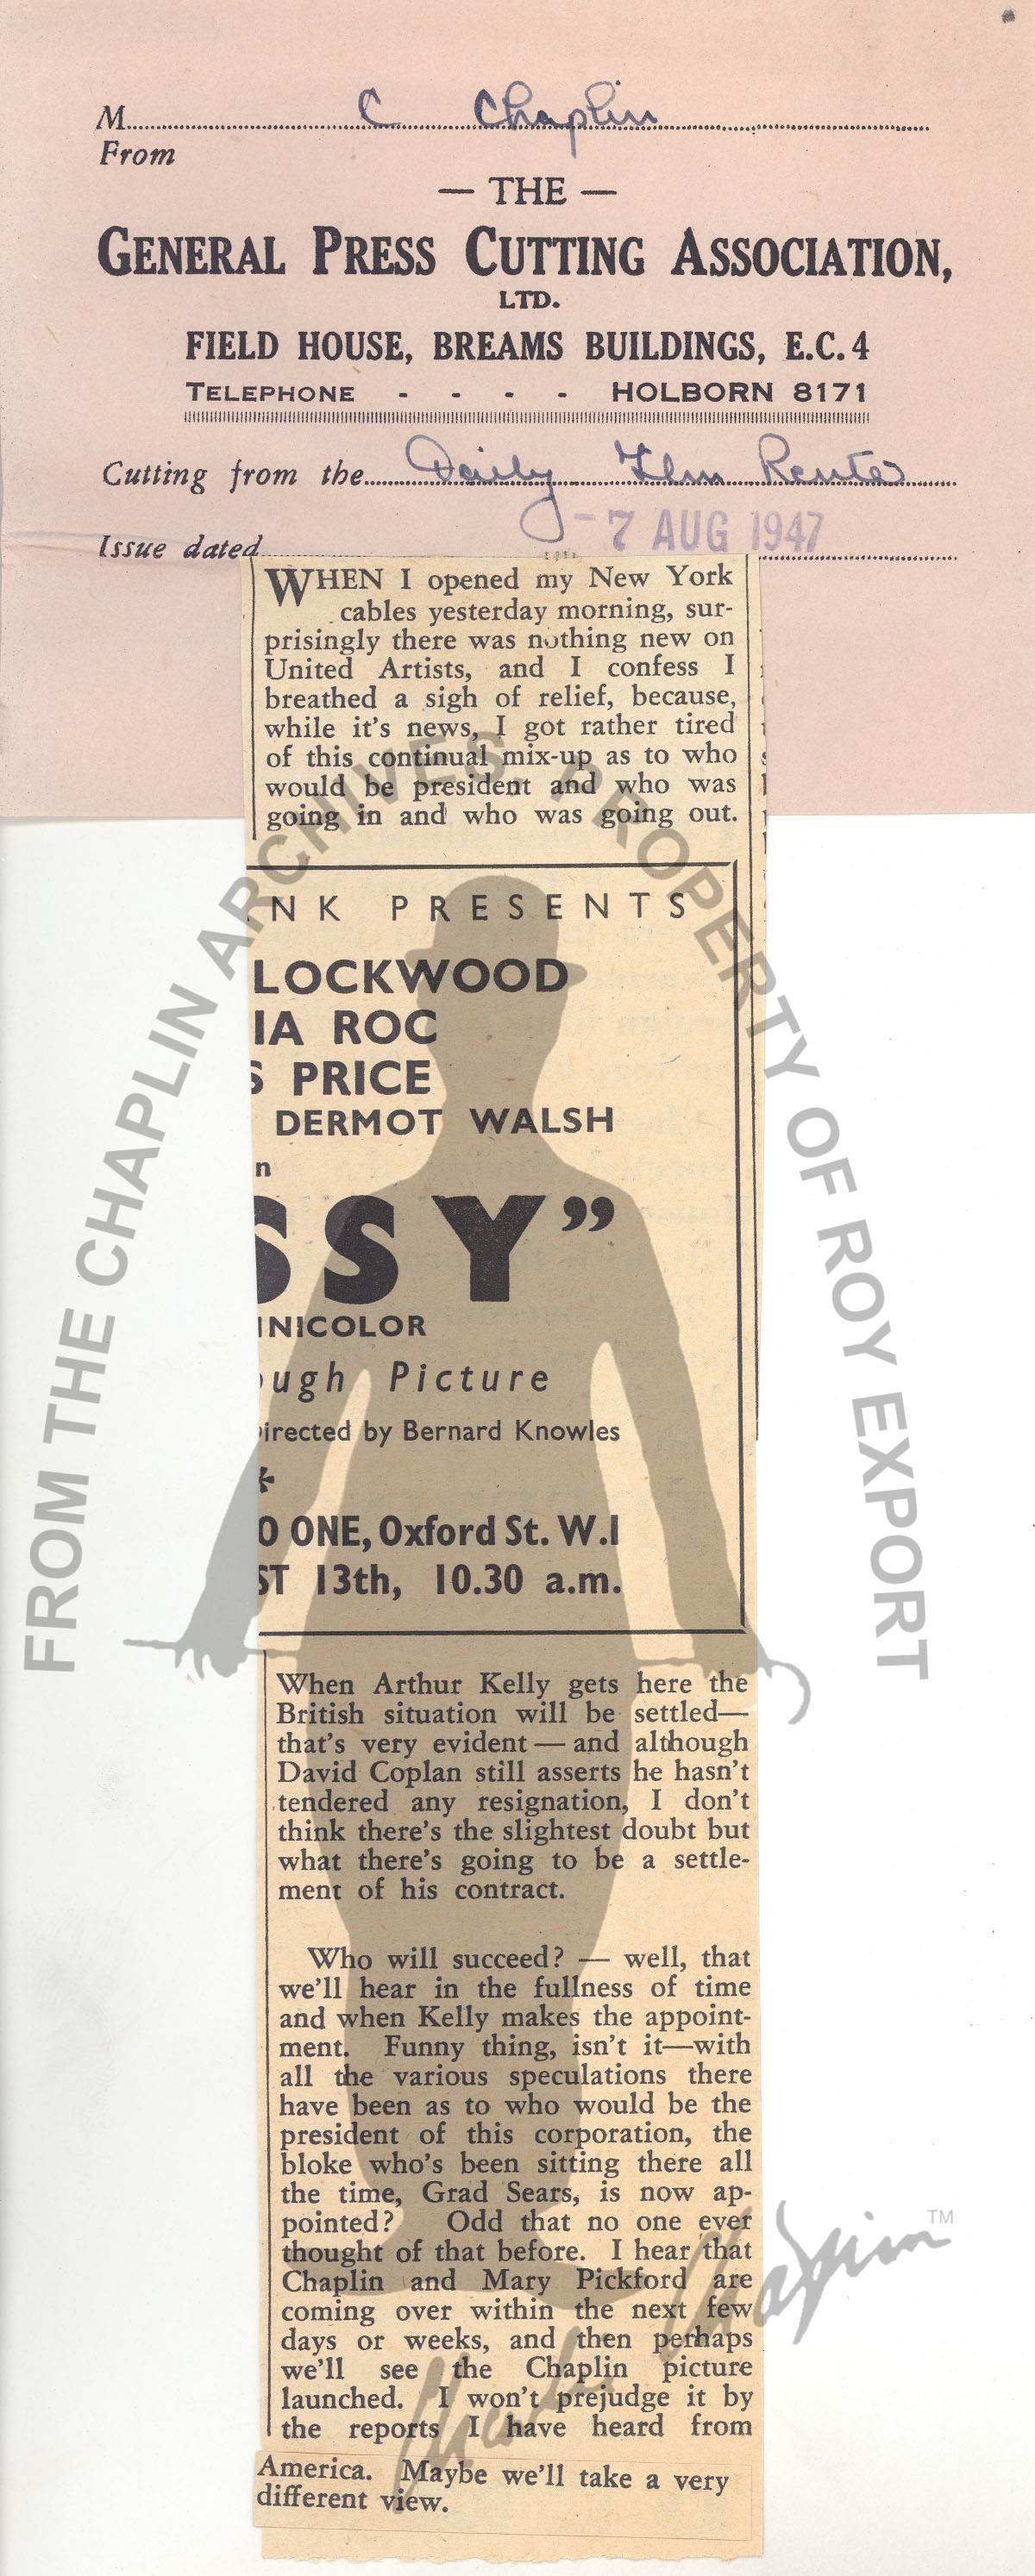 M C Chaplin
From
— THE —
GENERAL PRESS CUTTING ASSOCIATION,
LTD.
FIELD HOUSE, BREAMS BUILDINGS, E.C.4
TELEPHONE - - - - HOLBORN 8171
Cutting from the Daily Film Renter
Issue dated -7 AUG 1947
WHEN I opened my New York
cables yesterday morning, sur-
prisingly there was nothing new on
United Artists, and I confess I
breathed a sigh of relief, because,
while it's news, I got rather tired
of this continual mix-up as to who
would be president and who was
going in and who was going out.
NK PRESENTS
LOCKWOOD
IA ROC
S PRICE
DERMOT WALSH
n
SSY”
INICOLOR
ugh Picture
irected by Bernard Knowles
*
O ONE, Oxford St. W.1
ST 13th, 10.30 a.m.
When Arthur Kelly gets here the
British situation will be settled—
that's very evident — and although
David Coplan still asserts he hasn't
tendered any resignation, I don't
think there's the slightest doubt but
what there's going to be a settle-
ment of his contract.
Who will succeed? — well, that
we'll hear in the fullness of time
and when Kelly makes the appoint-
ment. Funny thing, isn't it—with
all the various speculations there
have been as to who would be the
president of this corporation, the
bloke who's been sitting there all
the time, Grad Sears, is now ap-
pointed? Odd that no one ever
thought of that before. I hear that
Chaplin and Mary Pickford are
coming over within the next few
days or weeks, and then perhaps
we'll see the Chaplin picture
launched. I won't prejudge it by
the reports I have heard from
America. Maybe we'll take a very
different view.
FROM THE CHAPLIN ARCHIVES, PROPERTY OF ROY EXPORT
Charles Chaplin TM